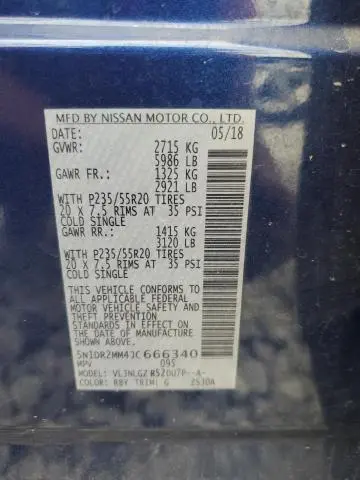 MFD BY NISSAN MOTOR CO., LTD.
DATE: 05/18
GVWR: 2715 KG
5986 LB
GAWR FR.: 1325 KG
2921 LB
WITH P235/55R20 TIRES
20 X 7.5 RIMS AT 35 PSI
COLD SINGLE
GAWR RR.: 1415 KG
3120 LB
WITH P235/55R20 TIRES
20 X 7.5 RIMS AT 35 PSI
COLD SINGLE
THIS VEHICLE CONFORMS TO ALL
APPLICABLE FEDERAL
MOTOR VEHICLE SAFETY
AND THEFT PREVENTION
STANDARDS IN EFFECT ON
THE DATE OF MANUFACTURE
SHOWN ABOVE.
5N1DR2MM4JC666340
MPV 095
MODEL:
COLOR: RBY TRIM: G 2530A